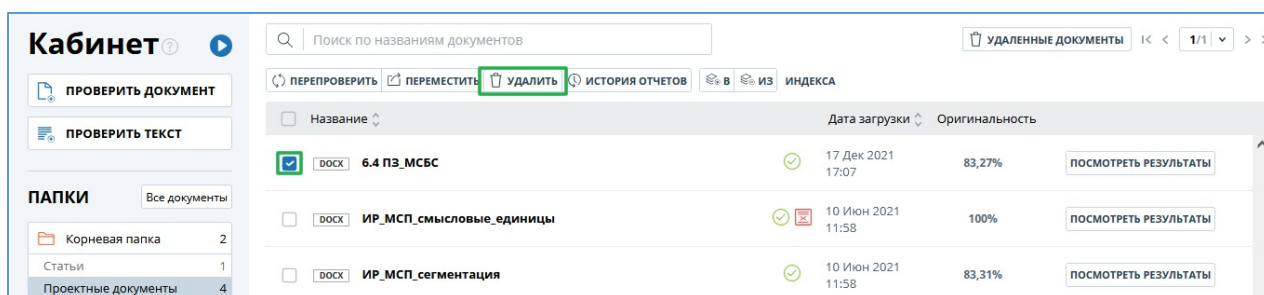 Кабинет
Поиск по названиям документов
УДАЛЕННЫЕ ДОКУМЕНТЫ
1/1
ПРОВЕРИТЬ ДОКУМЕНТ
ПЕРЕПРОВЕРИТЬ ПЕРЕМЕСТИТЬ УДАЛИТЬ ИСТОРИЯ ОТЧЕТОВ В ИЗ ИНДЕКСА
ПРОВЕРИТЬ ТЕКСТ
Название Дата загрузки Оригинальность
DOCX 6.4 ПЗ_МСБС 17 Дек 2021 17:07 83,27% ПОСМОТРЕТЬ РЕЗУЛЬТАТЫ
ПАПКИ Все документы
DOCX ИР_МСП_смысловые_единицы 10 Июн 2021 11:58 100% ПОСМОТРЕТЬ РЕЗУЛЬТАТЫ
Корневая папка 2
Статьи 1
Проектные документы 4
DOCX ИР_МСП_сегментация 10 Июн 2021 11:58 83,31% ПОСМОТРЕТЬ РЕЗУЛЬТАТЫ